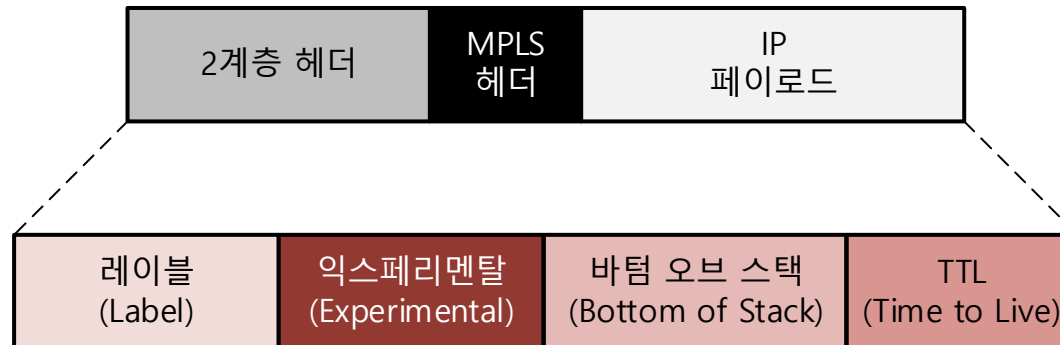 2계층 헤더
MPLS
헤더
IP
페이로드
레이블
(Label)
익스페리멘탈
(Experimental)
바텀 오브 스택
(Bottom of Stack)
TTL
(Time to Live)